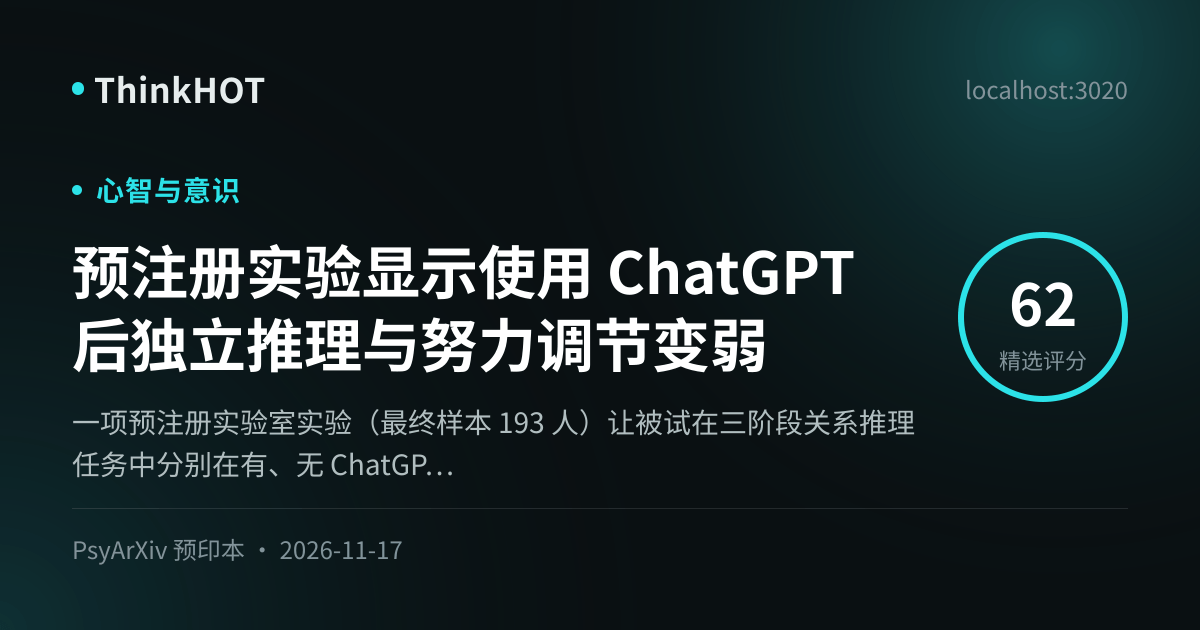 ThinkHOT
localhost:3020
心智与意识
预注册实验显示使用 ChatGPT
后独立推理与努力调节变弱
62
精选评分
一项预注册实验室实验（最终样本 193 人）让被试在三阶段关系推理
任务中分别在有、无 ChatGP…
PsyArXiv 预印本 · 2026-11-17